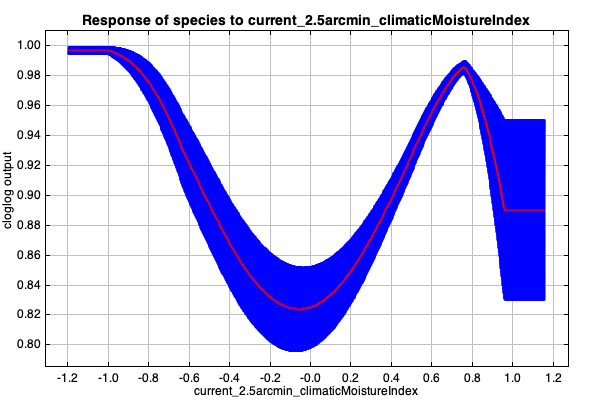 Response of species to current_2.5arcmin_climaticMoistureIndex
1.00
0.98
0.96
0.94
0.92
0.90
0.88
0.86
0.84
0.82
0.80
cloglog output
-1.2 -1.0 -0.8 -0.6 -0.4 -0.2 -0.0 0.2 0.4 0.6 0.8 1.0 1.2
current_2.5arcmin_climaticMoistureIndex